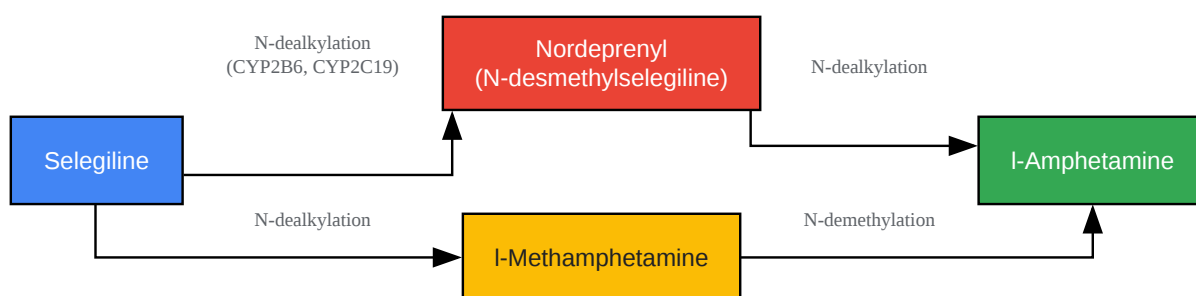 N-dealkylation
(CYP2B6, CYP2C19)
Nordeprenyl
(N-desmethylselegiline)
N-dealkylation
Selegiline
l-Amphetamine
N-dealkylation
l-Methamphetamine
N-demethylation